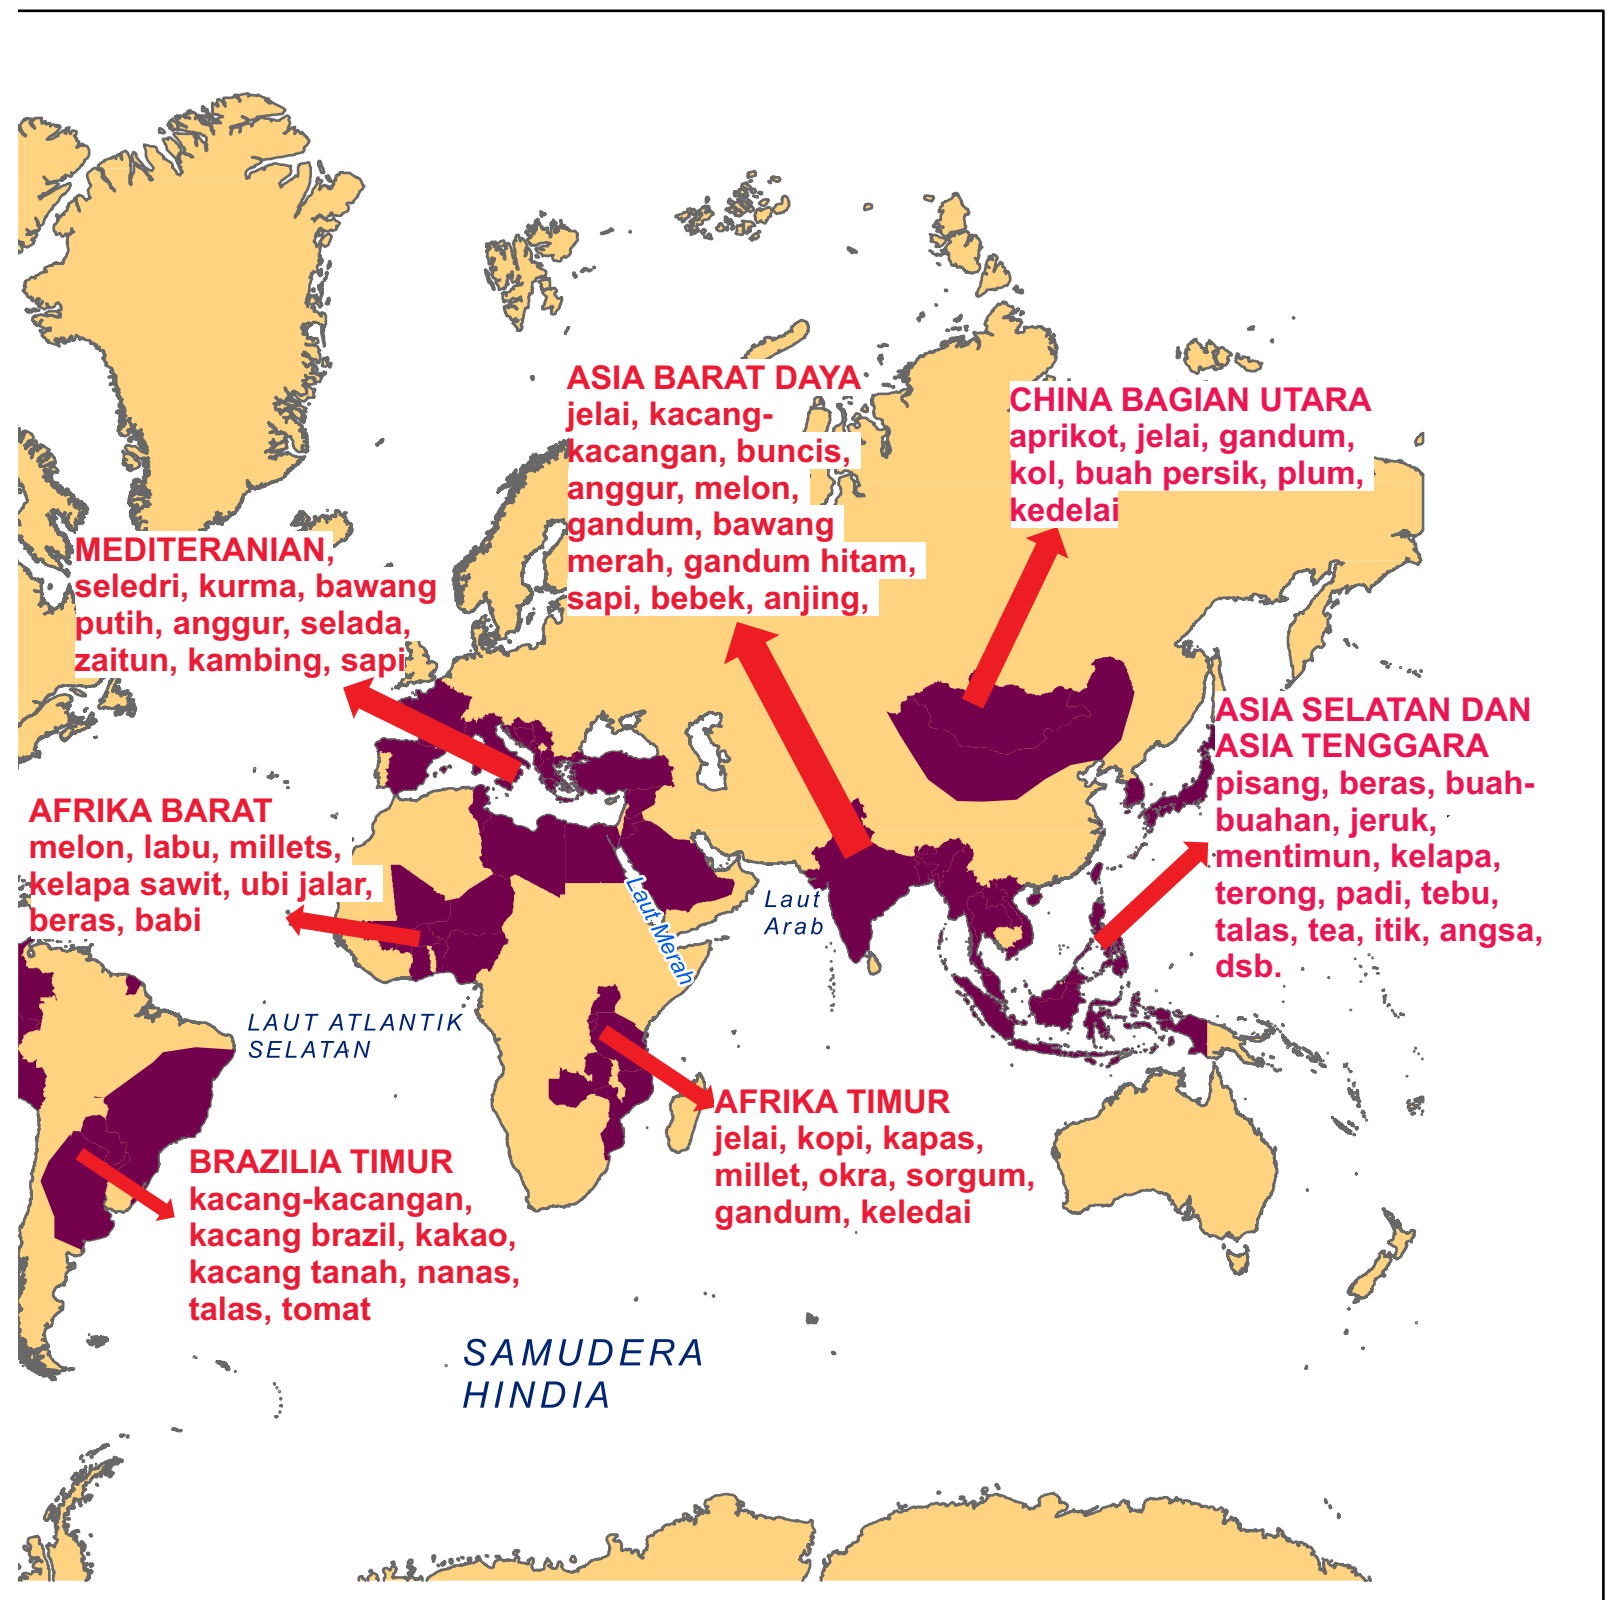 ASIA BARAT DAYA
jelai, kacang-
kacangan, buncis,
anggur, melon,
gandum, bawang
merah, gandum hitam,
sapi, bebek, anjing,
CHINA BAGIAN UTARA
aprikot, jelai, gandum,
kol, buah persik, plum,
kedelai
MEDITERANIAN,
seledri, kurma, bawang
putih, anggur, selada,
zaitun, kambing, sapi
ASIA SELATAN DAN
ASIA TENGGARA
pisang, beras, buah-
buahan, jeruk,
mentimun, kelapa,
terong, padi, tebu,
talas, tea, itik, angsa,
dsb.
AFRIKA BARAT
melon, labu, millets,
kelapa sawit, ubi jalar,
beras, babi
Laut Merah
Laut
Arab
LAUT ATLANTIK
SELATAN
AFRIKA TIMUR
jelai, kopi, kapas,
millet, okra, sorgum,
gandum, keledai
BRAZILIA TIMUR
kacang-kacangan,
kacang brazil, kakao,
kacang tanah, nanas,
talas, tomat
SAMUDERA
HINDIA